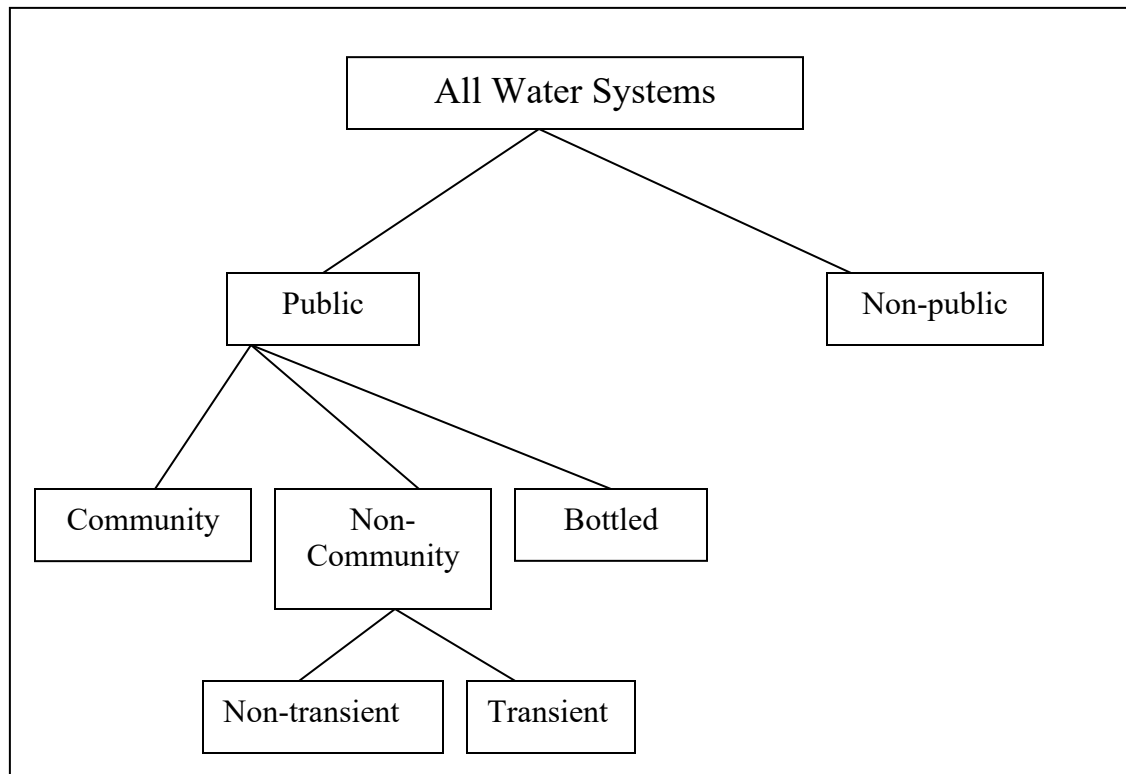 All Water Systems
Public
Non-public
Community
Non-
Community
Bottled
Non-transient
Transient